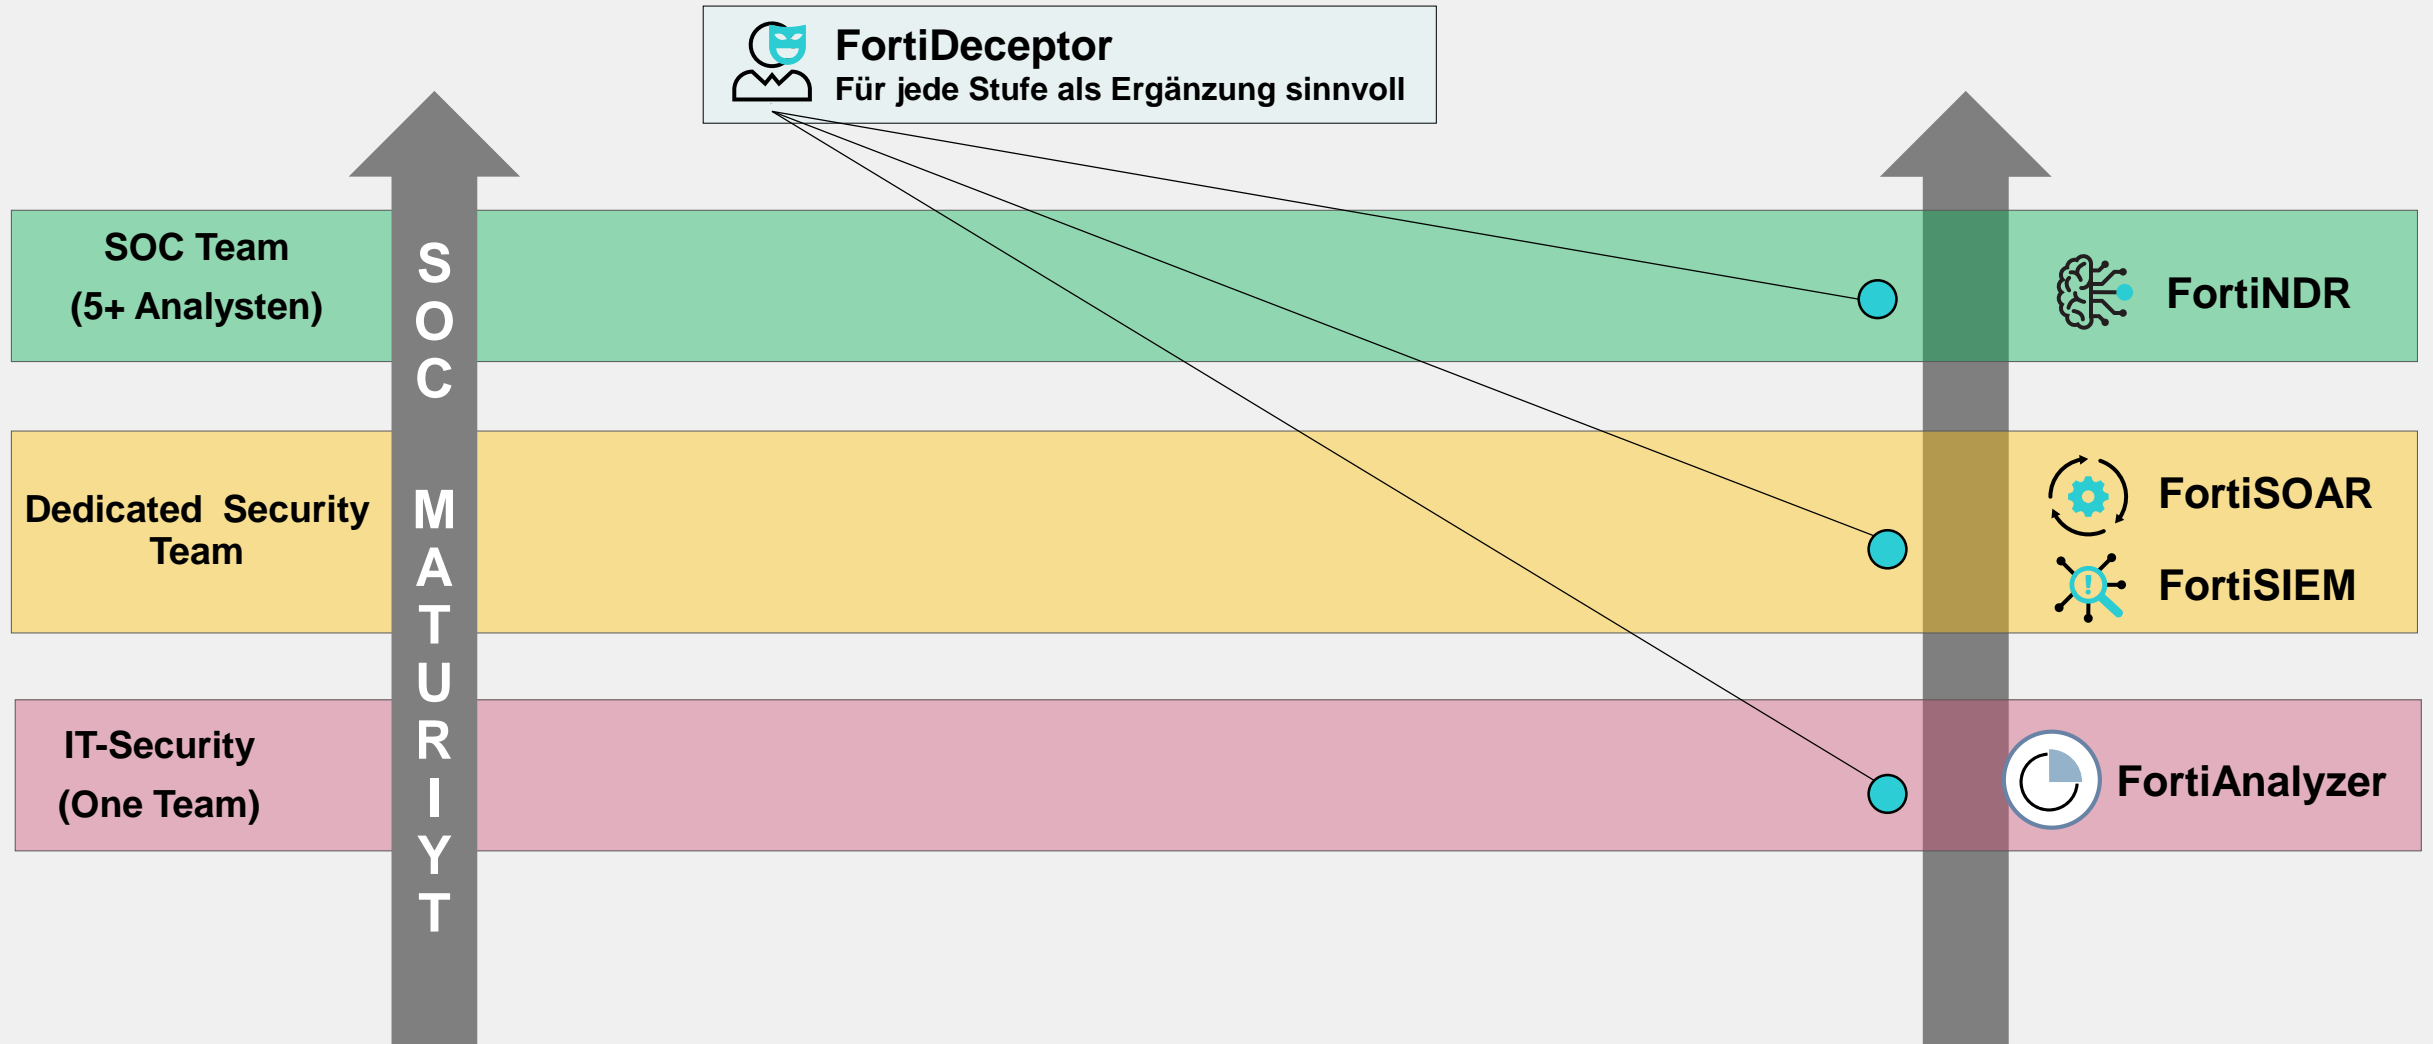 FortiDeceptor
Für jede Stufe als Ergänzung sinnvoll
SOC Team
(5+ Analysten)
FortiNDR
Dedicated  Security
Team
FortiSOAR
FortiSIEM
IT-Security
(One Team)
FortiAnalyzer
S
O
C
M
A
T
U
R
I
Y
T